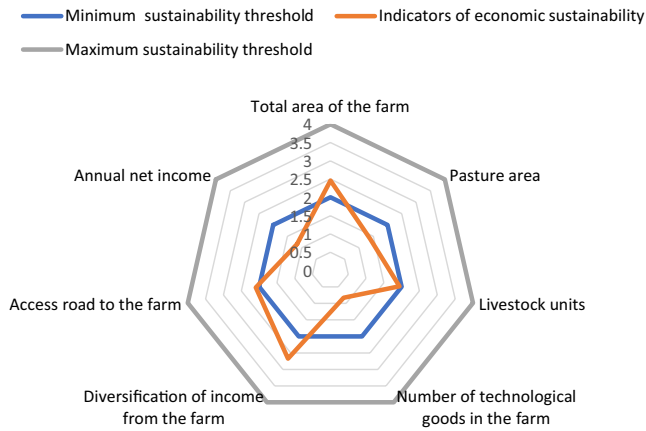 Minimum sustainability threshold
Indicators of economic sustainability
Maximum sustainability threshold
Total area of the farm
4
3.5
3
2.5
2
1.5
1
0.5
0
Annual net income
Pasture area
Access road to the farm
Livestock units
Diversification of income
from the farm
Number of technological
goods in the farm